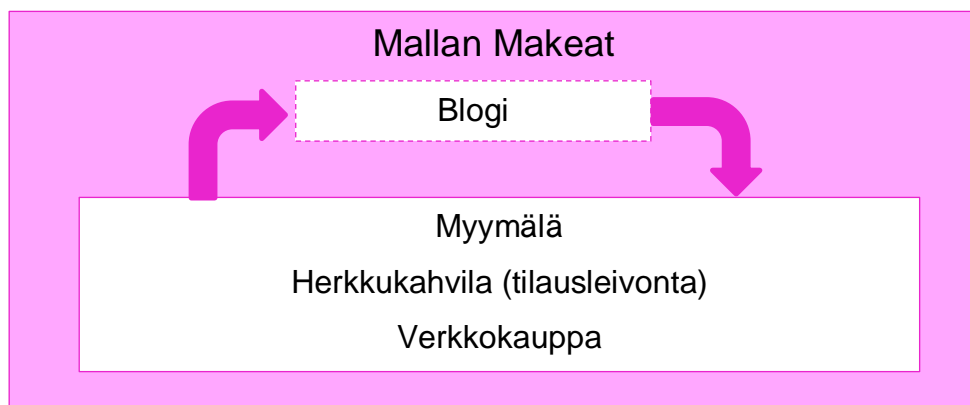 Mallan Makeat
Blogi
Myymälä
Herkkukahvila (tilausleivonta)
Verkkokauppa